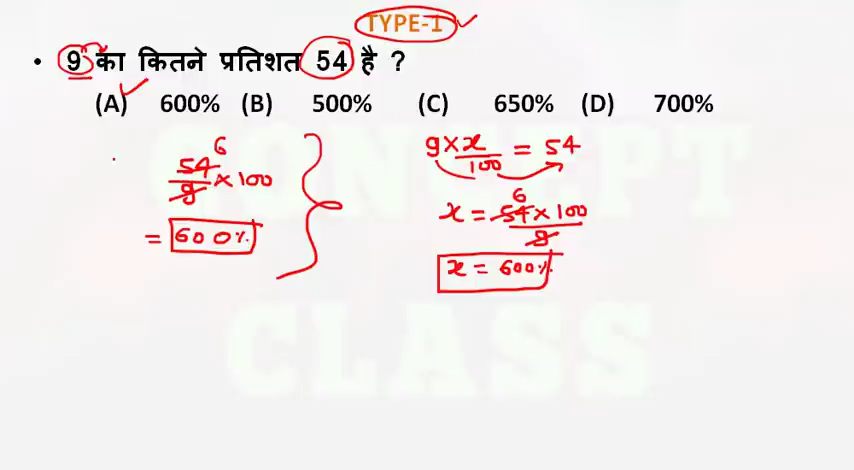 TYPE-I
• 9 का कितने प्रतिशत 54 है ?
(A) 600% (B) 500% (C) 650% (D) 700%
6
54/9 × 100
= 600%
9 × x/100 = 54
6
x = 54 × 100/9
x = 600%
CONCEPT
CLASS